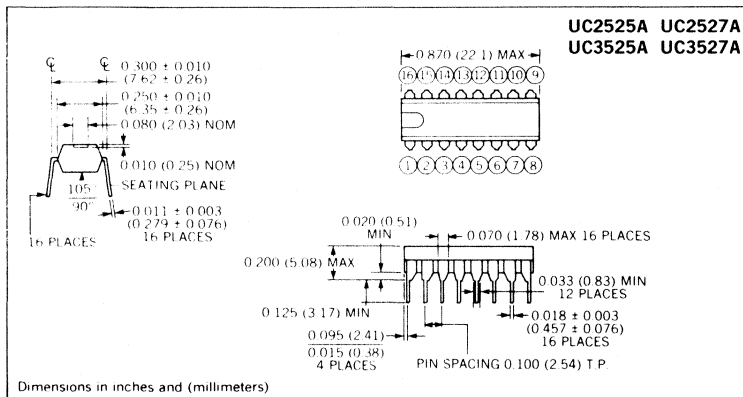 UC2525A UC2527A
UC3525A UC3527A
℄ ℄ 0.300 ± 0.010
(7.62 ± 0.26)
0.250 ± 0.010
(6.35 ± 0.26)
0.080 (2.03) NOM
0.010 (0.25) NOM
SEATING PLANE
105°
90°
0.011 ± 0.003
(0.279 ± 0.076)
16 PLACES
16 PLACES
0.870 (22.1) MAX
16 15 14 13 12 11 10 9
1 2 3 4 5 6 7 8
0.020 (0.51)
MIN
0.070 (1.78) MAX 16 PLACES
0.200 (5.08) MAX
0.033 (0.83) MIN
12 PLACES
0.125 (3.17) MIN
0.018 ± 0.003
(0.457 ± 0.076)
16 PLACES
0.095 (2.41)
0.015 (0.38)
4 PLACES
PIN SPACING 0.100 (2.54) T.P.
Dimensions in inches and (millimeters)